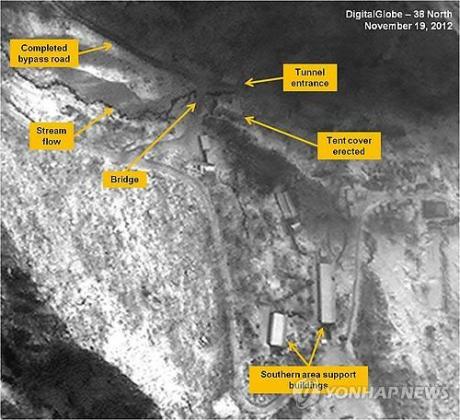 DigitalGlobe – 38 North
November 19, 2012
Completed
bypass road
Tunnel
entrance
Stream
flow
Tent cover
erected
Bridge
Southern area support
buildings
YONHAP NEWS